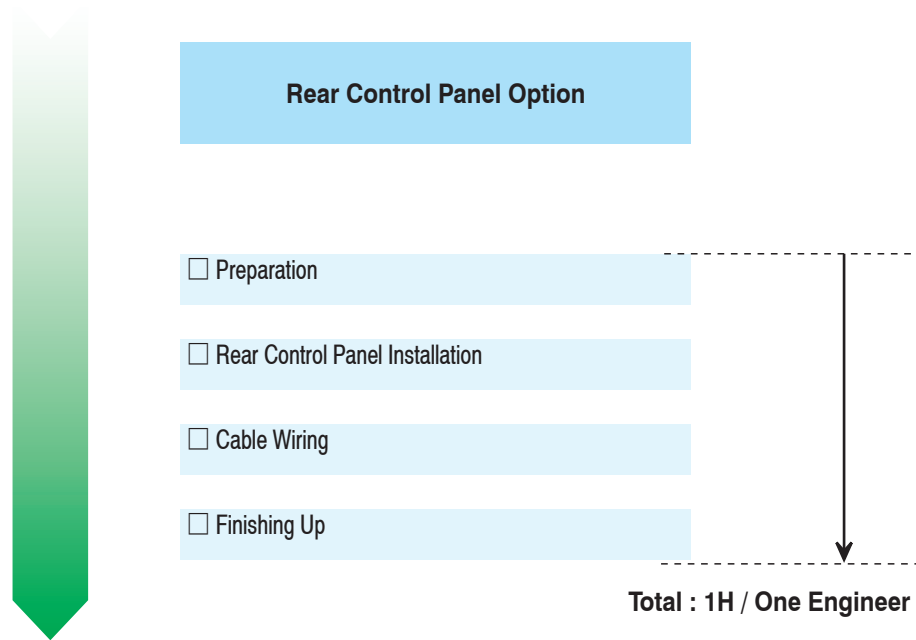 Rear Control Panel Option
☐ Preparation
☐ Rear Control Panel Installation
☐ Cable Wiring
☐ Finishing Up
Total : 1H / One Engineer